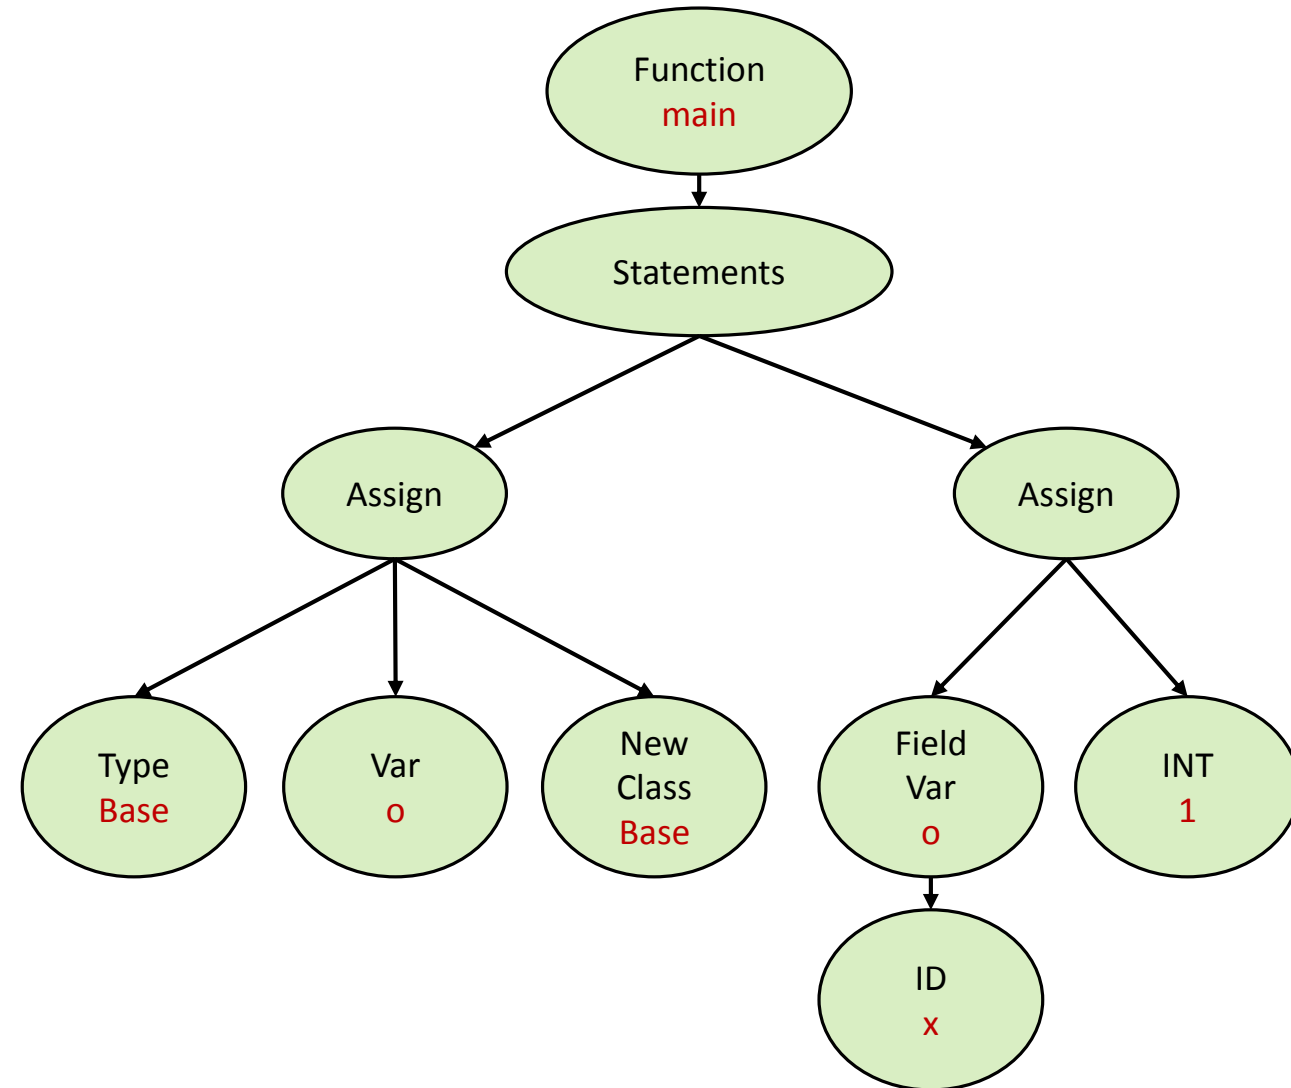 Function
main
Statements
Assign
Assign
Type
Base
Var
o
New
Class
Base
Field
Var
o
INT
1
ID
x